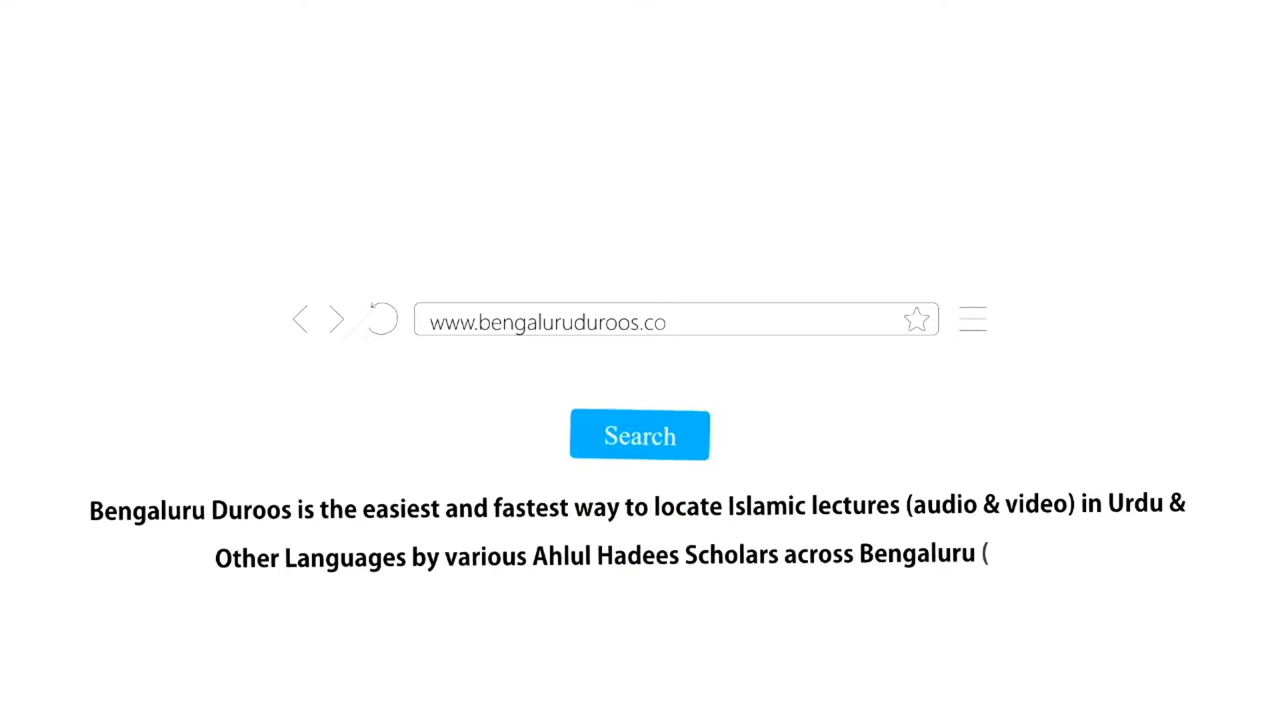 www.bengaluruduroos.co
Search
Bengaluru Duroos is the easiest and fastest way to locate Islamic lectures (audio & video) in Urdu &
Other Languages by various Ahlul Hadees Scholars across Bengaluru (